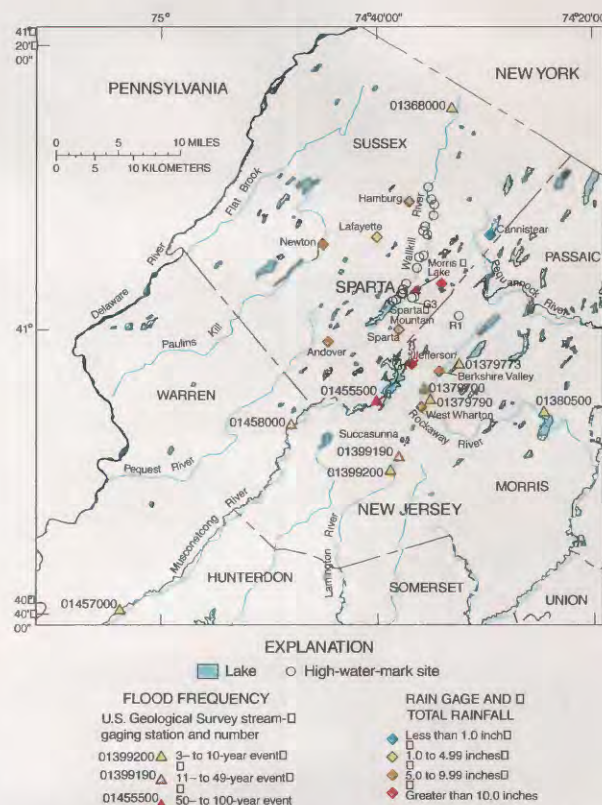 75°
74°40'00"
74°20'00"
41°
20'
00"
PENNSYLVANIA
NEW YORK
01368000
0 5 10 MILES
0 5 10 KILOMETERS
SUSSEX
Flat Brook
Hamburg
River
Lafayette
Cannistear
Newton
Wallkill
PASSAIC
Morris
Lake
Pequannock
River
Delaware
River
SPARTA
G3
Sparta
Mountain
R1
41°
Paulins Kill
Sparta
Andover
Jefferson
01379773
WARREN
01379700
Berkshire Valley
01455500
01379790
01380500
01458000
West Wharton
Rockaway
River
Succasunna
01399190
Pequest River
01399200
MORRIS
NEW JERSEY
Musconetcong River
HUNTERDON
Lamington River
SOMERSET
UNION
40°
40'
00"
01457000
EXPLANATION
Lake
High-water-mark site
FLOOD FREQUENCY
U.S. Geological Survey stream-
gaging station and number
01399200 3– to 10-year event
01399190 11– to 49-year event
01455500 50– to 100-year event
RAIN GAGE AND
TOTAL RAINFALL
Less than 1.0 inch
1.0 to 4.99 inches
5.0 to 9.99 inches
Greater than 10.0 inches